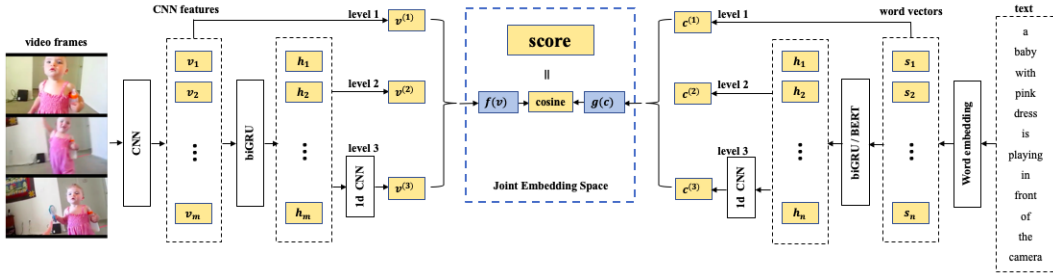 video frames
CNN
CNN features
v₁
v₂
...
vₘ
biGRU
h₁
h₂
...
hₘ
level 1
level 2
level 3
1d CNN
v⁽¹⁾
v⁽²⁾
v⁽³⁾
score
=
f(v)
cosine
g(c)
Joint Embedding Space
c⁽¹⁾
c⁽²⁾
c⁽³⁾
level 1
level 2
level 3
1d CNN
h₁
h₂
...
hₙ
biGRU / BERT
word vectors
s₁
s₂
...
sₙ
Word embedding
text
a
baby
with
pink
dress
is
playing
in
front
of
the
camera